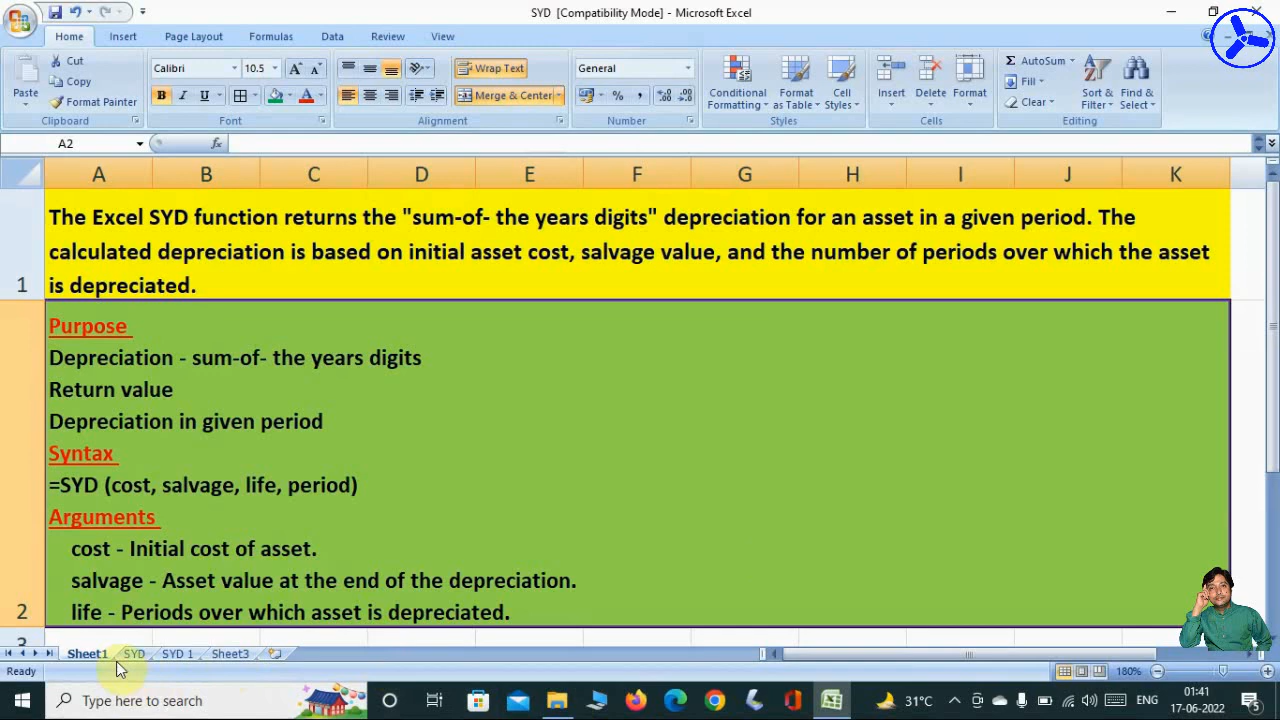 SYD [Compatibility Mode] - Microsoft Excel
Home Insert Page Layout Formulas Data Review View
Paste Cut Copy Format Painter Clipboard
Calibri 10.5 A A B I U A Font
Wrap Text Merge & Center Alignment
General % , Number
Conditional Formatting Format as Table Cell Styles Styles
Insert Delete Format Cells
Σ AutoSum Fill Clear Sort & Filter Find & Select Editing
A2 fx
A B C D E F G H I J K
1
The Excel SYD function returns the "sum-of- the years digits" depreciation for an asset in a given period. The
calculated depreciation is based on initial asset cost, salvage value, and the number of periods over which the asset
is depreciated.
2
Purpose
Depreciation - sum-of- the years digits
Return value
Depreciation in given period
Syntax
=SYD (cost, salvage, life, period)
Arguments
cost - Initial cost of asset.
salvage - Asset value at the end of the depreciation.
life - Periods over which asset is depreciated.
3
Sheet1 SYD SYD 1 Sheet3
Ready 180%
Type here to search 31°C ENG 01:41
17-06-2022 5